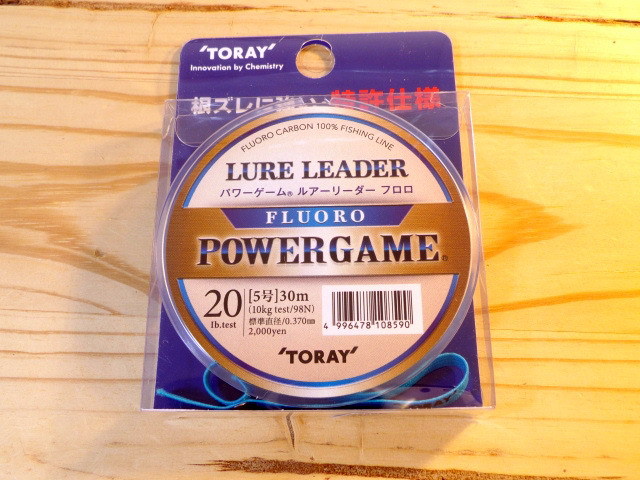 'TORAY'
Innovation by Chemistry
根ズレに強い 特許仕様
FLUORO CARBON 100% FISHING LINE
LURE LEADER
パワーゲーム® ルアーリーダー フロロ
FLUORO
POWERGAME®
20 lb.test
[5号]30m
(10kg test/98N)
標準直径/0.370mm
2,000yen
4 996478 108590
'TORAY'